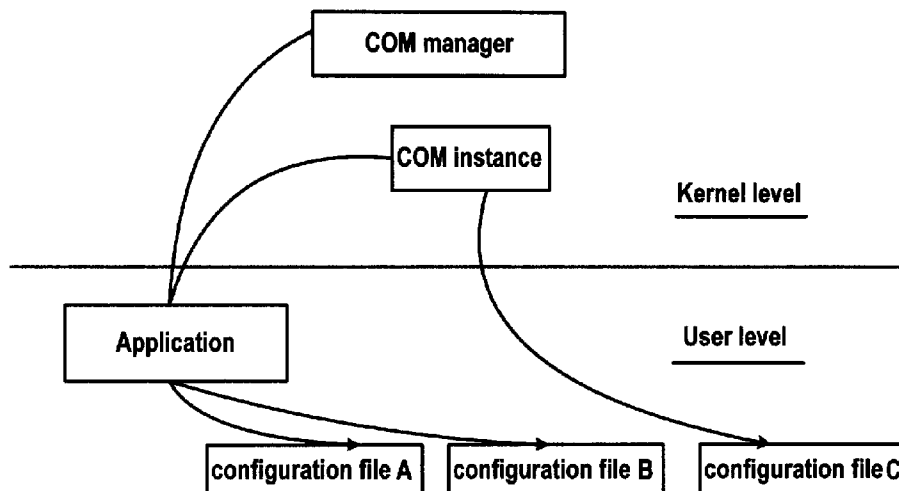 COM manager
COM instance
Kernel level
Application
User level
configuration file A
configuration file B
configuration file C